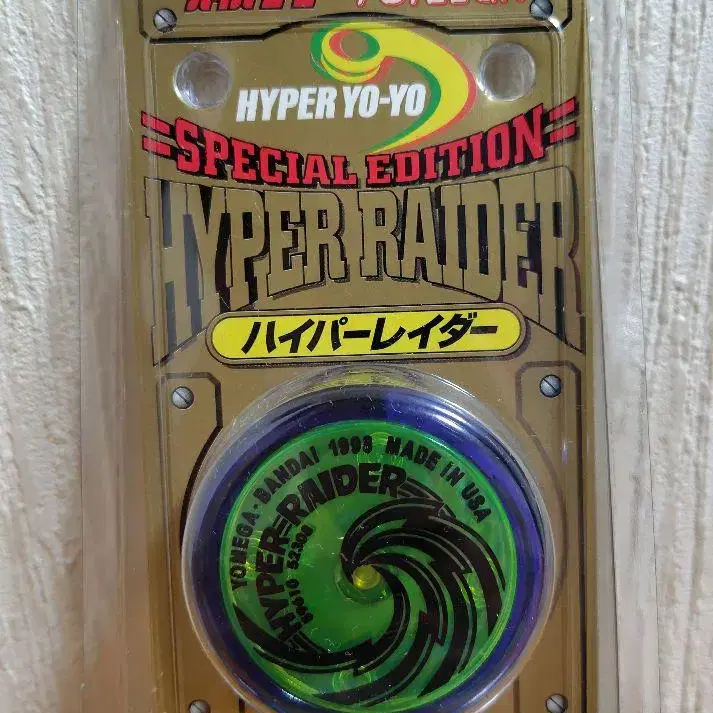 HYPER YO-YO
SPECIAL EDITION
HYPER RAIDER
ハイパーレイダー
YOMEGA・BANDAI 1998 MADE IN USA
HYPER RAIDER